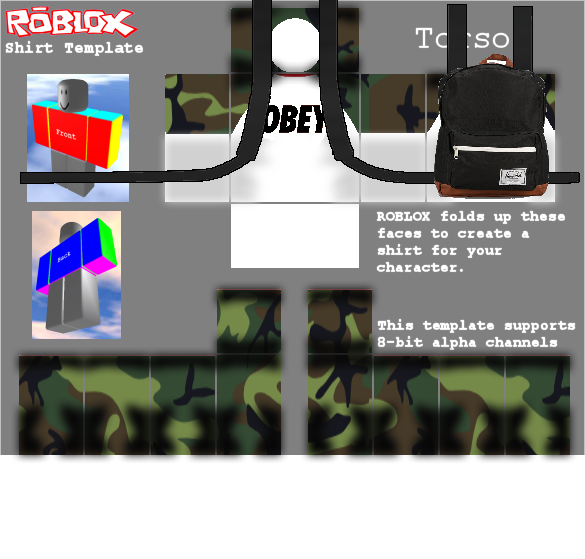 RŌBLOX
Shirt Template
Torso
Front
OBEY
Back
ROBLOX folds up these
faces to create a
shirt for your
character.
This template supports
8-bit alpha channels